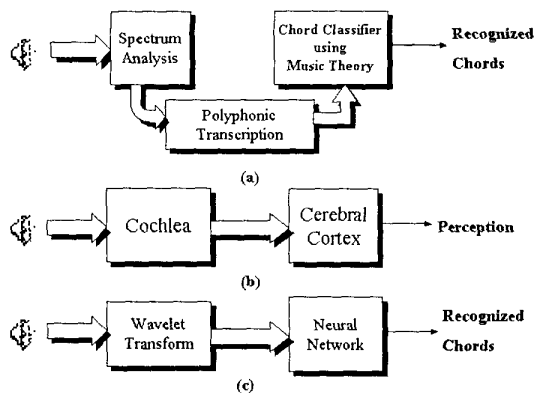 Spectrum
Analysis
Chord Classifier
using
Music Theory
Recognized
Chords
Polyphonic
Transcription
(a)
Cochlea
Cerebral
Cortex
Perception
(b)
Wavelet
Transform
Neural
Network
Recognized
Chords
(c)